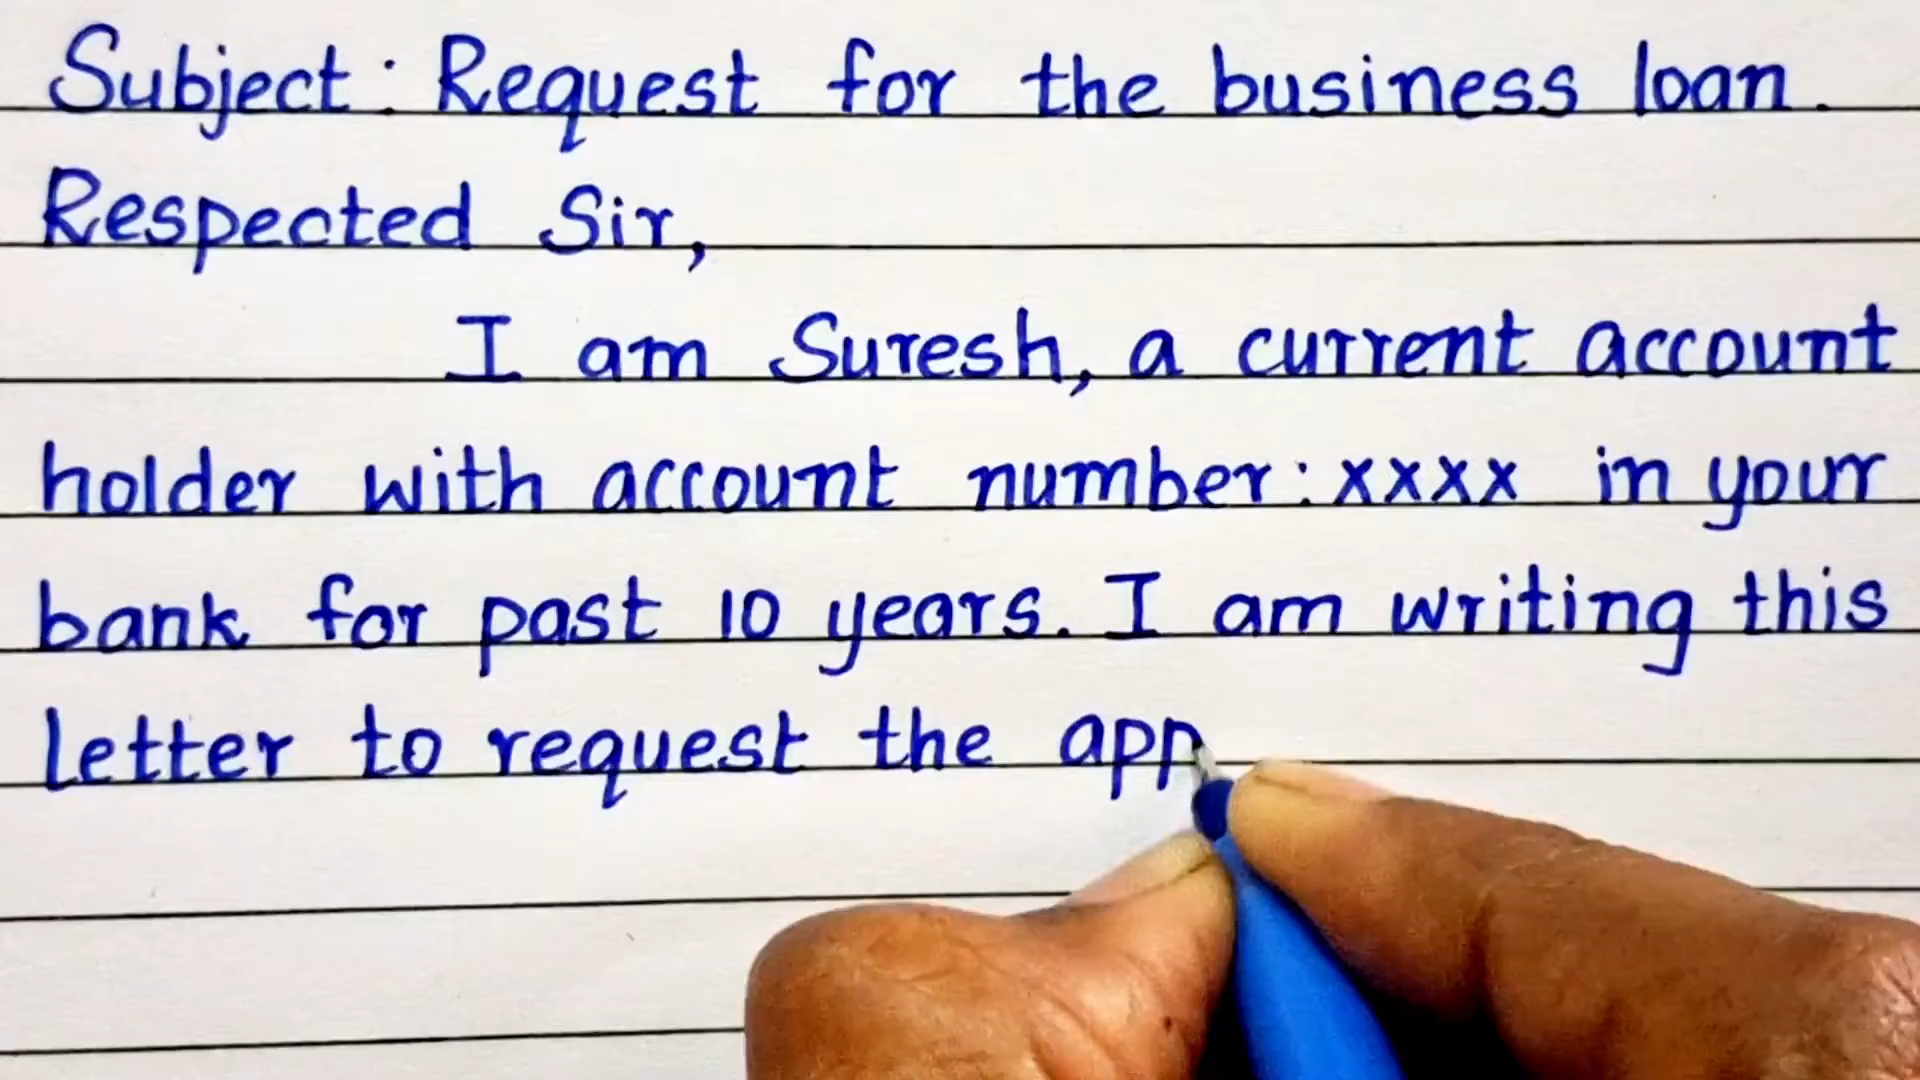 Subject: Request for the business loan.
Respected Sir,
I am Suresh, a current account
holder with account number: xxxx in your
bank for past 10 years. I am writing this
letter to request the app